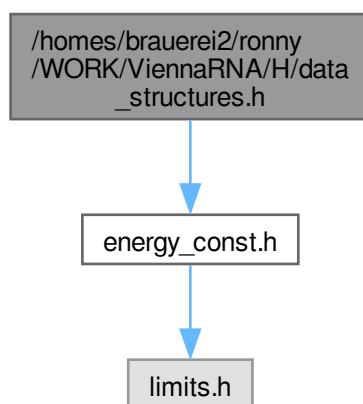 /homes/brauerei2/ronny
/WORK/ViennaRNA/H/data
_structures.h
energy_const.h
limits.h